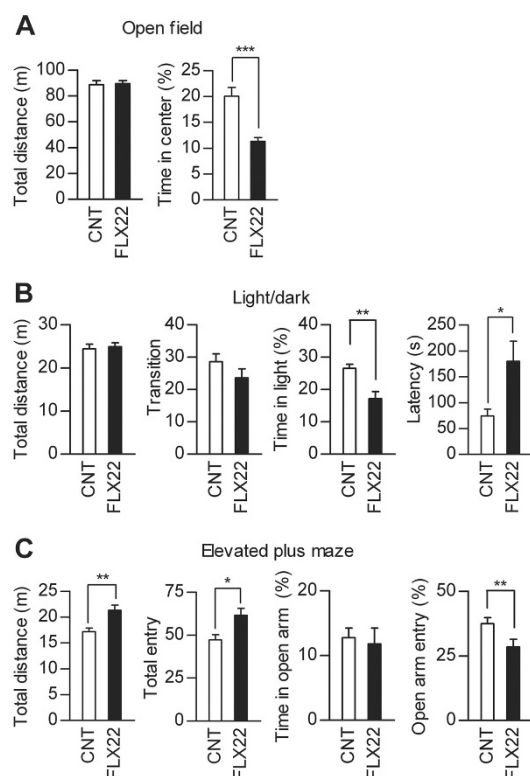 A
Open field
Total distance (m)
100
80
60
40
20
0
CNT
FLX22
Time in center (%)
25
20
15
10
5
0
***
CNT
FLX22
B
Light/dark
Total distance (m)
30
20
10
0
CNT
FLX22
Transition
40
30
20
10
0
CNT
FLX22
Time in light (%)
40
30
20
10
0
**
CNT
FLX22
Latency (s)
250
200
150
100
50
0
*
CNT
FLX22
C
Elevated plus maze
Total distance (m)
25
20
15
10
5
0
**
CNT
FLX22
Total entry
75
50
25
0
*
CNT
FLX22
Time in open arm (%)
20
10
0
CNT
FLX22
Open arm entry (%)
50
25
0
**
CNT
FLX22